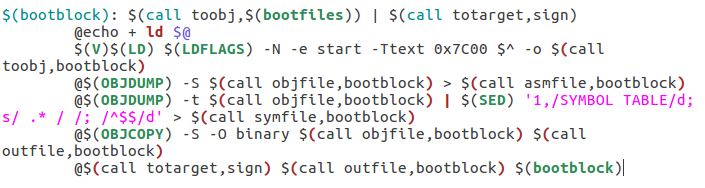 $(bootblock): $(call toobj,$(bootfiles)) | $(call totarget,sign)
@echo + ld $@
$(V)$(LD) $(LDFLAGS) -N -e start -Ttext 0x7C00 $^ -o $(call
toobj,bootblock)
@$(OBJDUMP) -S $(call objfile,bootblock) > $(call asmfile,bootblock)
@$(OBJDUMP) -t $(call objfile,bootblock) | $(SED) '1,/SYMBOL TABLE/d;
s/ .* / /; /^$$/d' > $(call symfile,bootblock)
@$(OBJCOPY) -S -O binary $(call objfile,bootblock) $(call
outfile,bootblock)
@$(call totarget,sign) $(call outfile,bootblock) $(bootblock)